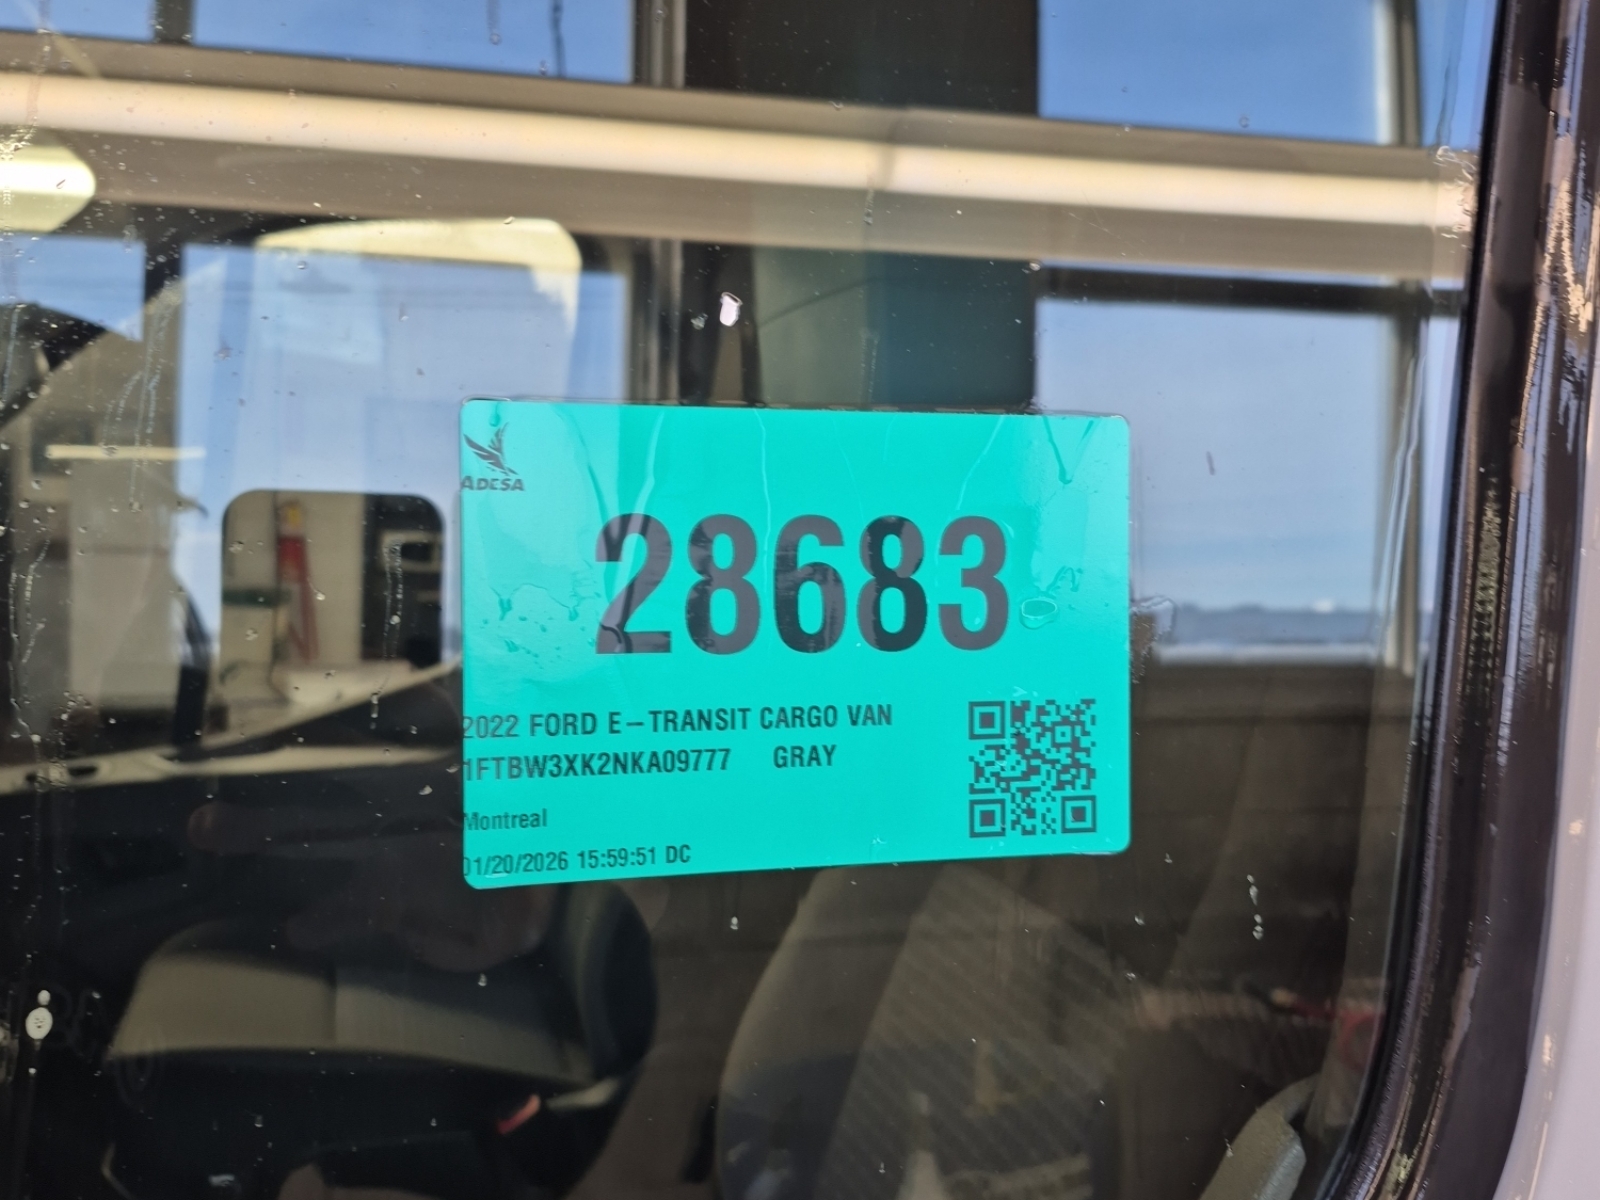 ADESA
28683
2022 FORD E-TRANSIT CARGO VAN
1FTBW3XK2NKA09777 GRAY
Montreal
01/20/2026 15:59:51 DC